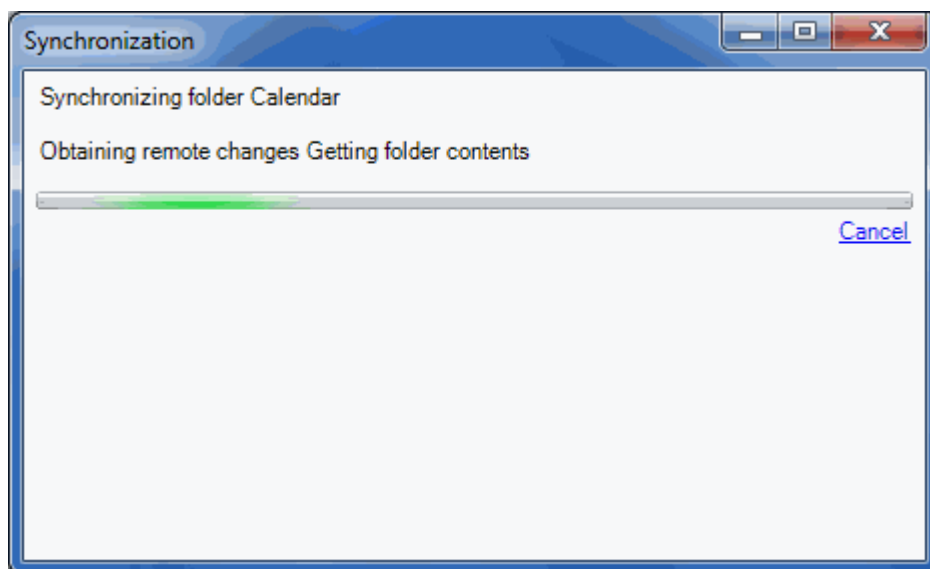 Synchronization
Synchronizing folder Calendar
Obtaining remote changes Getting folder contents
Cancel